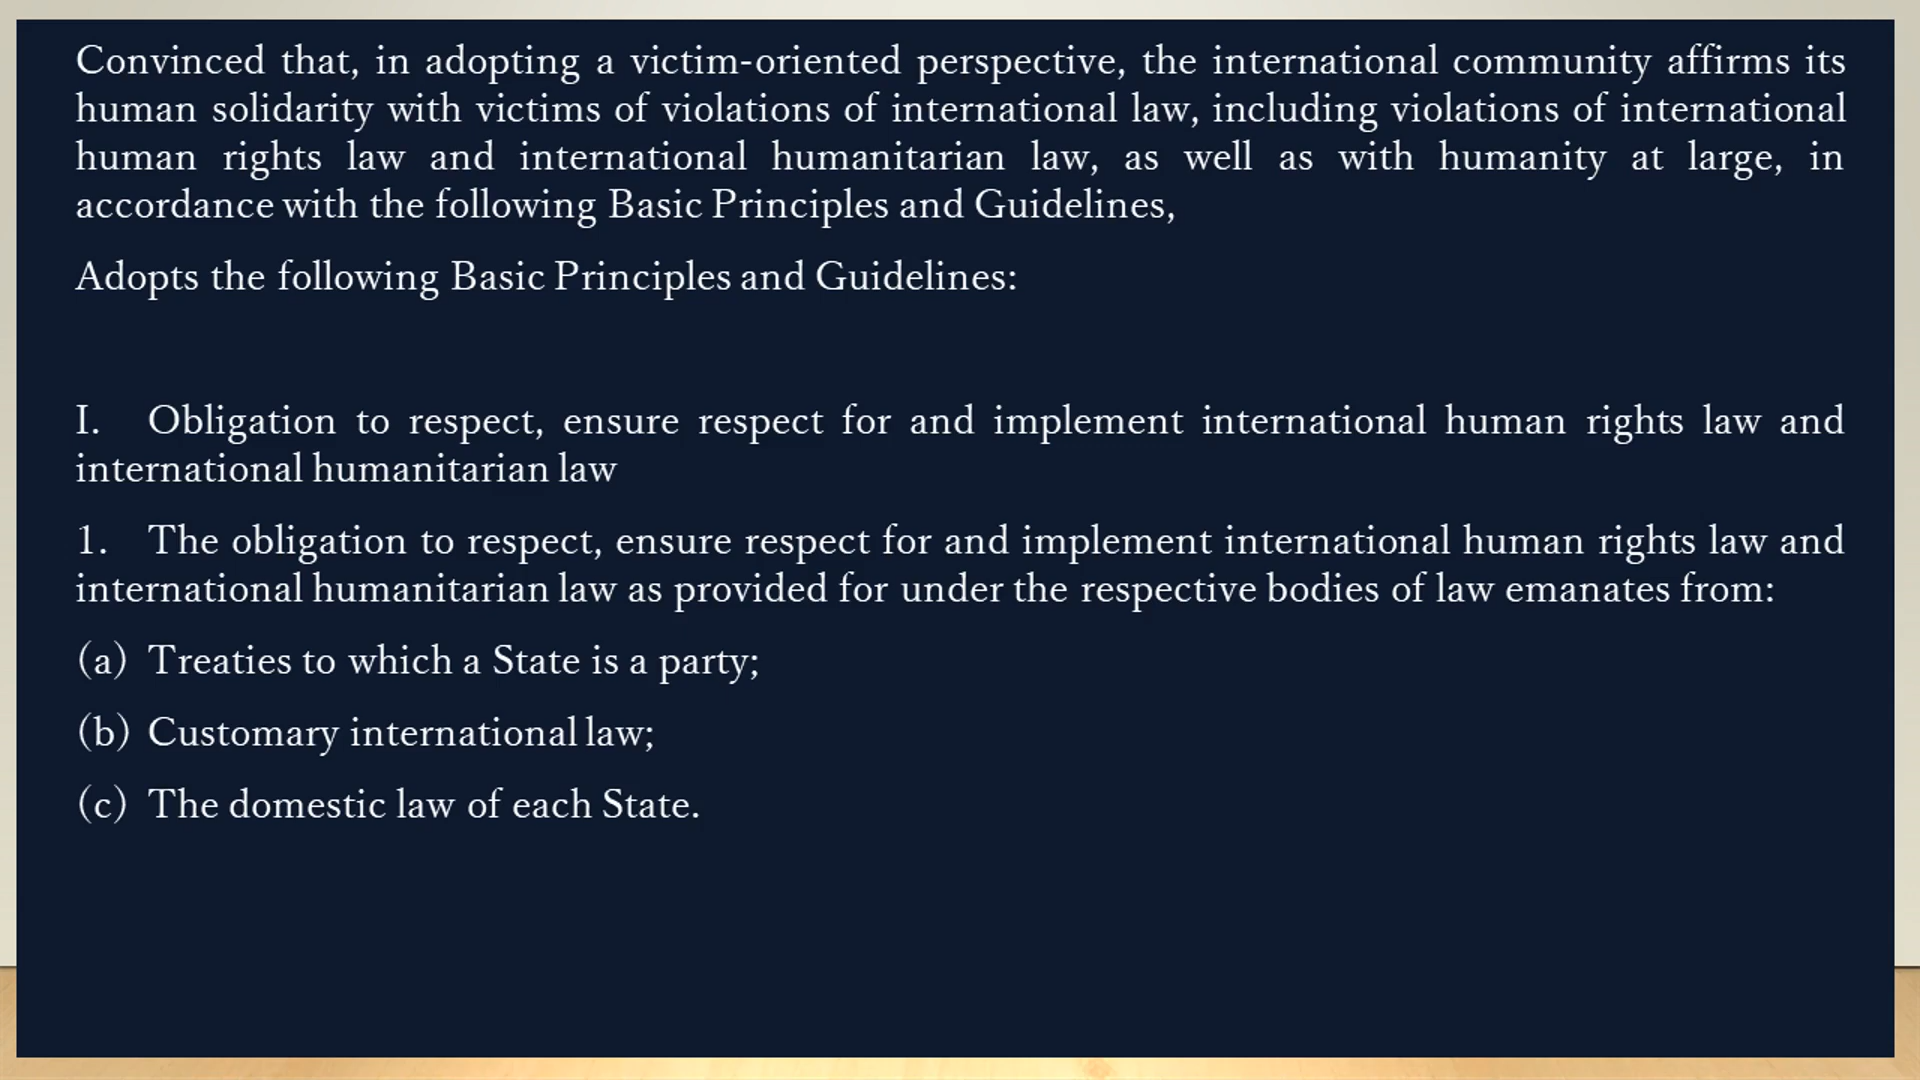 Convinced that, in adopting a victim-oriented perspective, the international community affirms its
human solidarity with victims of violations of international law, including violations of international
human rights law and international humanitarian law, as well as with humanity at large, in
accordance with the following Basic Principles and Guidelines,
Adopts the following Basic Principles and Guidelines:
I. Obligation to respect, ensure respect for and implement international human rights law and
international humanitarian law
1. The obligation to respect, ensure respect for and implement international human rights law and
international humanitarian law as provided for under the respective bodies of law emanates from:
(a) Treaties to which a State is a party;
(b) Customary international law;
(c) The domestic law of each State.